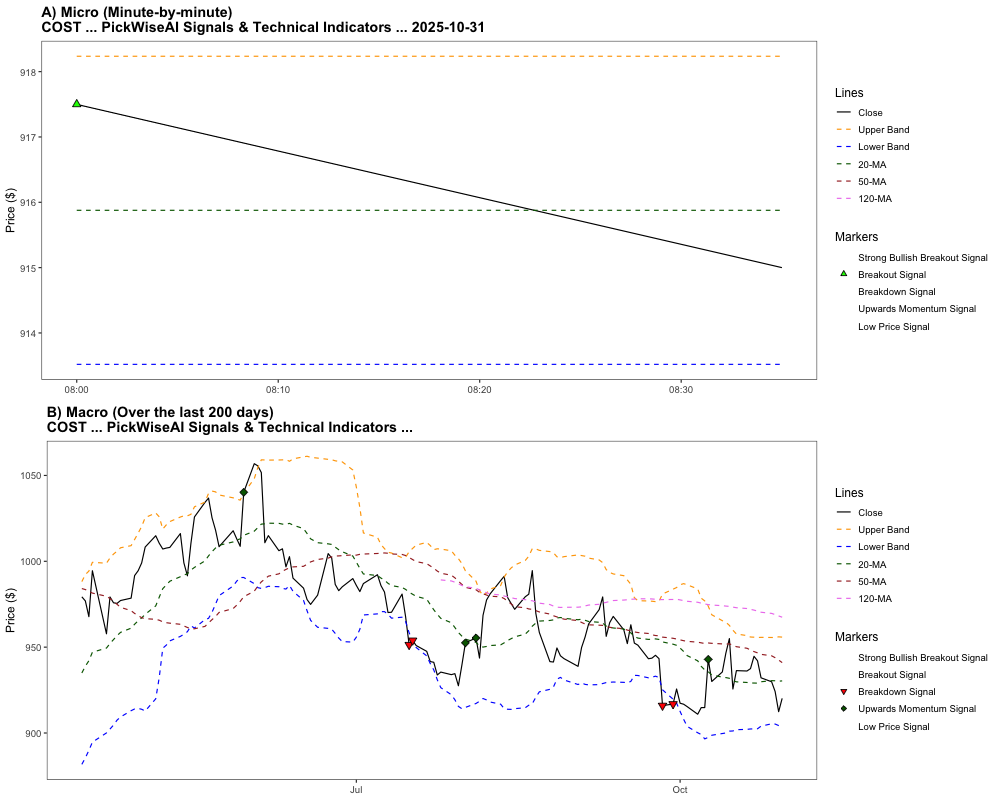 A) Micro (Minute-by-minute)
COST ... PickWiseAI Signals & Technical Indicators ... 2025-10-31
Price ($)
918
917
916
915
914
08:00
08:10
08:20
08:30
Lines
Close
Upper Band
Lower Band
20-MA
50-MA
120-MA
Markers
Strong Bullish Breakout Signal
Breakout Signal
Breakdown Signal
Upwards Momentum Signal
Low Price Signal
B) Macro (Over the last 200 days)
COST ... PickWiseAI Signals & Technical Indicators ...
Price ($)
1050
1000
950
900
Jul
Oct
Lines
Close
Upper Band
Lower Band
20-MA
50-MA
120-MA
Markers
Strong Bullish Breakout Signal
Breakout Signal
Breakdown Signal
Upwards Momentum Signal
Low Price Signal